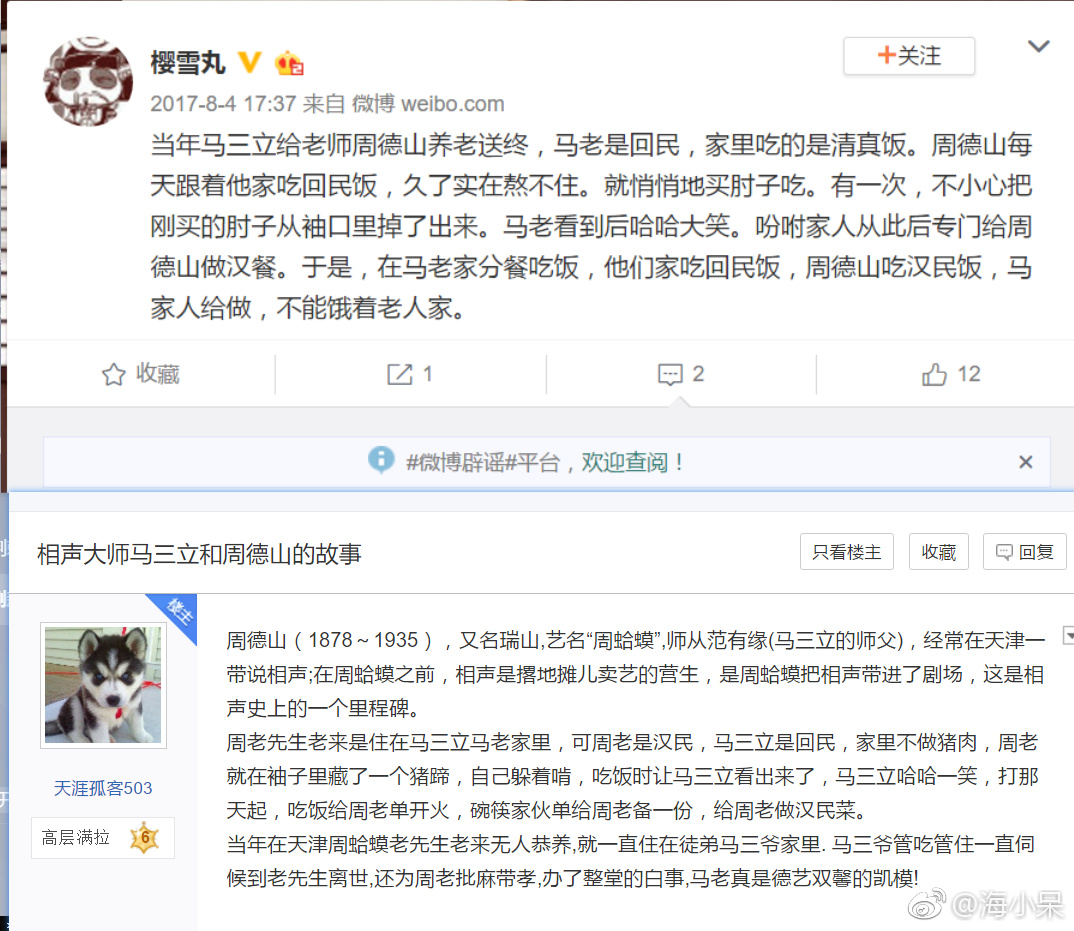 樱雪丸
+关注
2017-8-4 17:37 来自 微博 weibo.com
当年马三立给老师周德山养老送终，马老是回民，家里吃的是清真饭。周德山每
天跟着他家吃回民饭，久了实在熬不住。就悄悄地买肘子吃。有一次，不小心把
刚买的肘子从袖口里掉了出来。马老看到后哈哈大笑。吩咐家人从此后专门给周
德山做汉餐。于是，在马老家分餐吃饭，他们家吃回民饭，周德山吃汉民饭，马
家人给做，不能饿着老人家。
收藏
1
2
12
#微博辟谣#平台，欢迎查阅！
相声大师马三立和周德山的故事
只看楼主
收藏
回复
楼主
周德山（1878～1935），又名瑞山,艺名“周蛤蟆”,师从范有缘(马三立的师父)，经常在天津一
带说相声;在周蛤蟆之前，相声是撂地摊儿卖艺的营生，是周蛤蟆把相声带进了剧场，这是相
声史上的一个里程碑。
周老先生老来是住在马三立马老家里，可周老是汉民，马三立是回民，家里不做猪肉，周老
就在袖子里藏了一个猪蹄，自己躲着啃，吃饭时让马三立看出来了，马三立哈哈一笑，打那
天起，吃饭给周老单开火，碗筷家伙单给周老备一份，给周老做汉民菜。
当年在天津周蛤蟆老先生老来无人恭养,就一直住在徒弟马三爷家里. 马三爷管吃管住一直伺
候到老先生离世,还为周老批麻带孝,办了整堂的白事,马老真是德艺双馨的凯模!
天涯孤客503
高层满拉
6
@海小呆